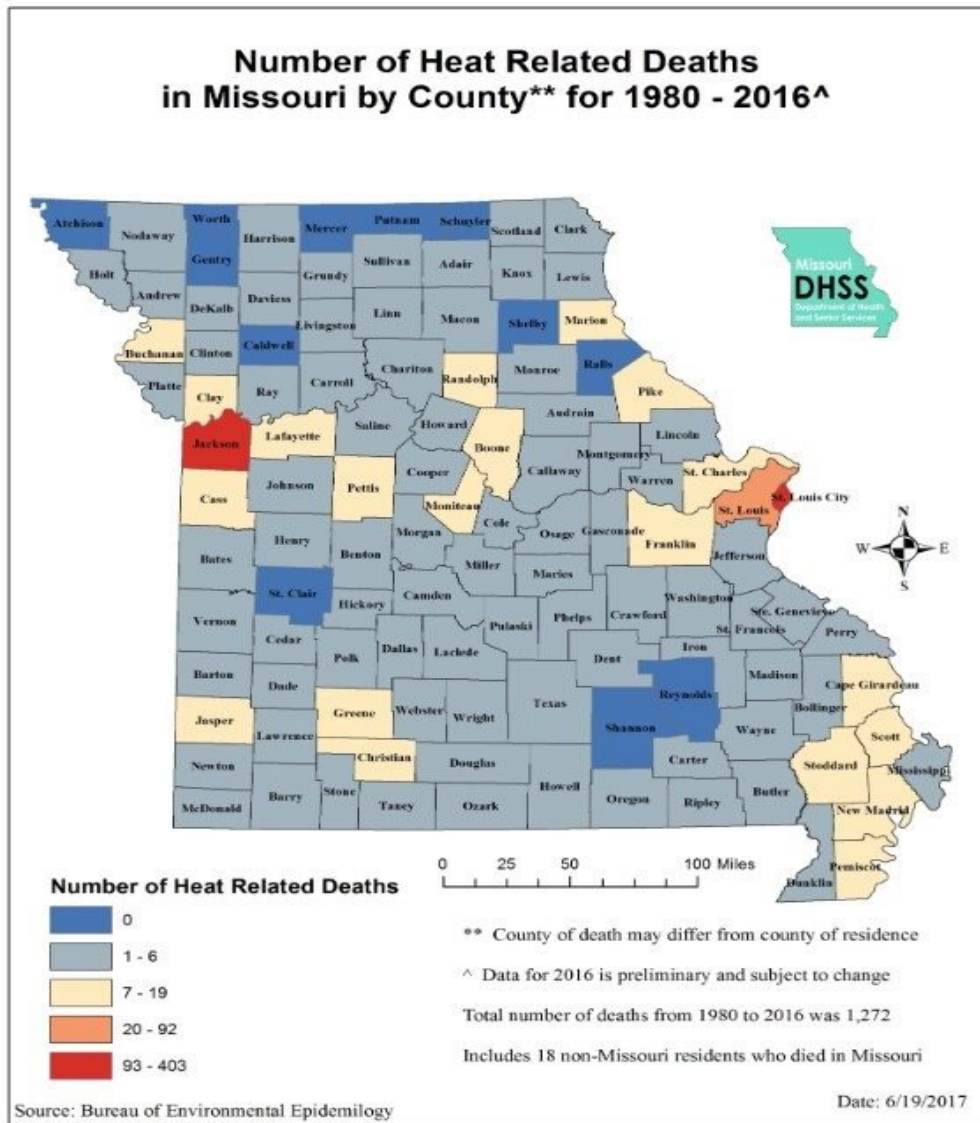 Number of Heat Related Deaths
in Missouri by County** for 1980 - 2016^
Atchison
Nodaway
Worth
Gentry
Harrison
Mercer
Putnam
Schuyler
Scotland
Clark
Holt
Andrew
DeKalb
Daviess
Grundy
Sullivan
Adair
Knox
Lewis
Buchanan
Clinton
Caldwell
Livingston
Linn
Macon
Shelby
Marion
Platte
Clay
Ray
Carroll
Chariton
Randolph
Monroe
Ralls
Pike
Jackson
Lafayette
Saline
Howard
Boone
Audrain
Callaway
Montgomery
Lincoln
Warren
St. Charles
St. Louis
St. Louis City
Cass
Johnson
Pettis
Cooper
Moniteau
Cole
Osage
Gasconade
Franklin
Jefferson
Bates
Henry
Benton
Morgan
Miller
Maries
St. Clair
Hickory
Camden
Pulaski
Phelps
Crawford
Washington
Ste. Genevieve
St. Francois
Perry
Vernon
Cedar
Polk
Dallas
Laclede
Dent
Iron
Madison
Barton
Dade
Texas
Reynolds
Bollinger
Cape Girardeau
Jasper
Lawrence
Greene
Webster
Wright
Shannon
Wayne
Scott
Stoddard
Mississippi
Newton
Christian
Douglas
Carter
Butler
New Madrid
McDonald
Barry
Stone
Taney
Ozark
Howell
Oregon
Ripley
Dunklin
Pemiscot
Missouri
DHSS
Department of Health
and Senior Services
N
W
E
S
0 25 50 100 Miles
Number of Heat Related Deaths
0
1 - 6
7 - 19
20 - 92
93 - 403
** County of death may differ from county of residence
^ Data for 2016 is preliminary and subject to change
Total number of deaths from 1980 to 2016 was 1,272
Includes 18 non-Missouri residents who died in Missouri
Source: Bureau of Environmental Epidemilogy
Date: 6/19/2017